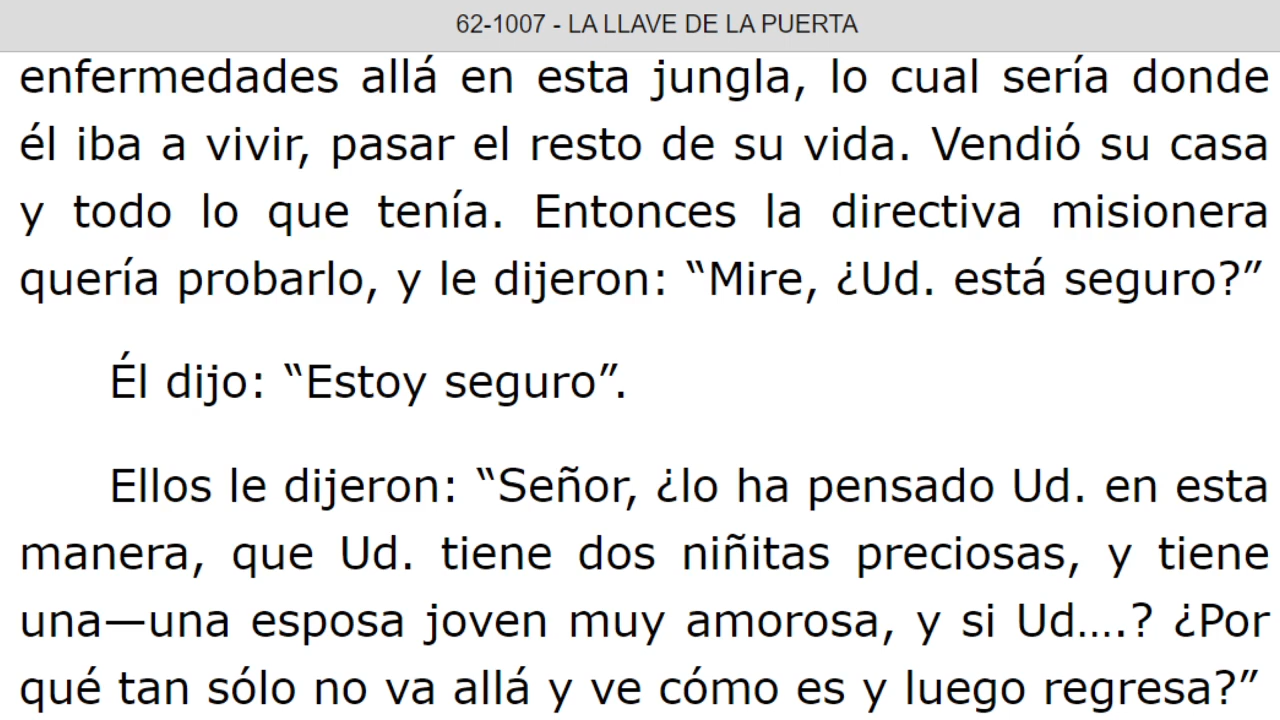 62-1007 - LA LLAVE DE LA PUERTA
enfermedades allá en esta jungla, lo cual sería donde
él iba a vivir, pasar el resto de su vida. Vendió su casa
y todo lo que tenía. Entonces la directiva misionera
quería probarlo, y le dijeron: “Mire, ¿Ud. está seguro?”
Él dijo: “Estoy seguro”.
Ellos le dijeron: “Señor, ¿lo ha pensado Ud. en esta
manera, que Ud. tiene dos niñitas preciosas, y tiene
una—una esposa joven muy amorosa, y si Ud....? ¿Por
qué tan sólo no va allá y ve cómo es y luego regresa?”